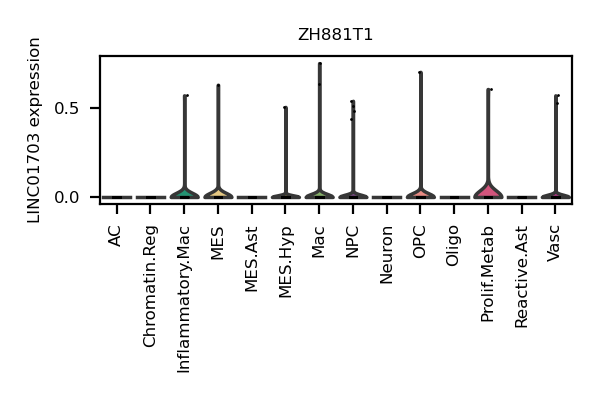 ZH881T1
LINC01703 expression
0.5
0.0
AC
Chromatin.Reg
Inflammatory.Mac
MES
MES.Ast
MES.Hyp
Mac
NPC
Neuron
OPC
Oligo
Prolif.Metab
Reactive.Ast
Vasc